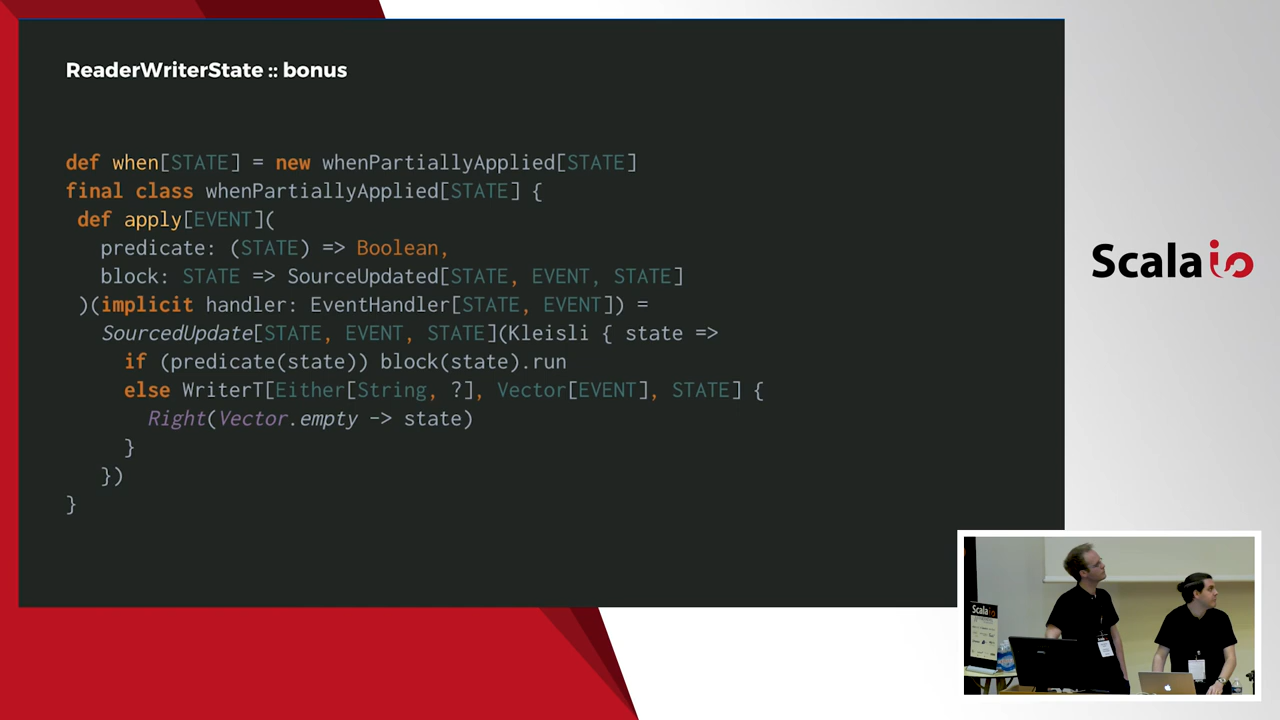 ReaderWriterState :: bonus
def when[STATE] = new whenPartiallyApplied[STATE]
final class whenPartiallyApplied[STATE] {
def apply[EVENT](
predicate: (STATE) => Boolean,
block: STATE => SourceUpdated[STATE, EVENT, STATE]
)(implicit handler: EventHandler[STATE, EVENT]) =
SourcedUpdate[STATE, EVENT, STATE](Kleisli { state =>
if (predicate(state)) block(state).run
else WriterT[Either[String, ?], Vector[EVENT], STATE] {
Right(Vector.empty -> state)
}
})
}
Scalaio
Scalaio